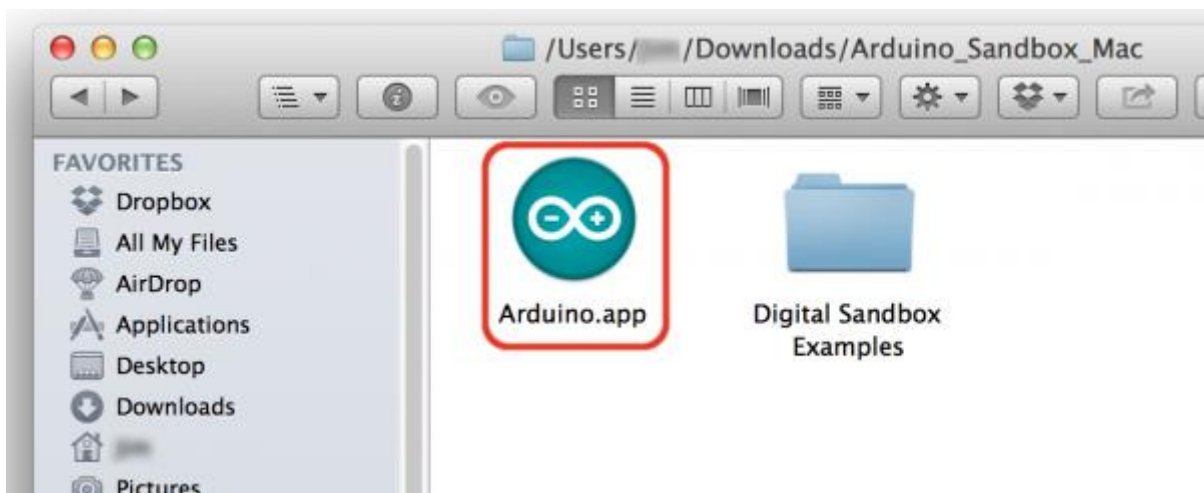 /Users/ /Downloads/Arduino_Sandbox_Mac
FAVORITES
Dropbox
All My Files
AirDrop
Applications
Desktop
Downloads
Pictures
Arduino.app
Digital Sandbox
Examples